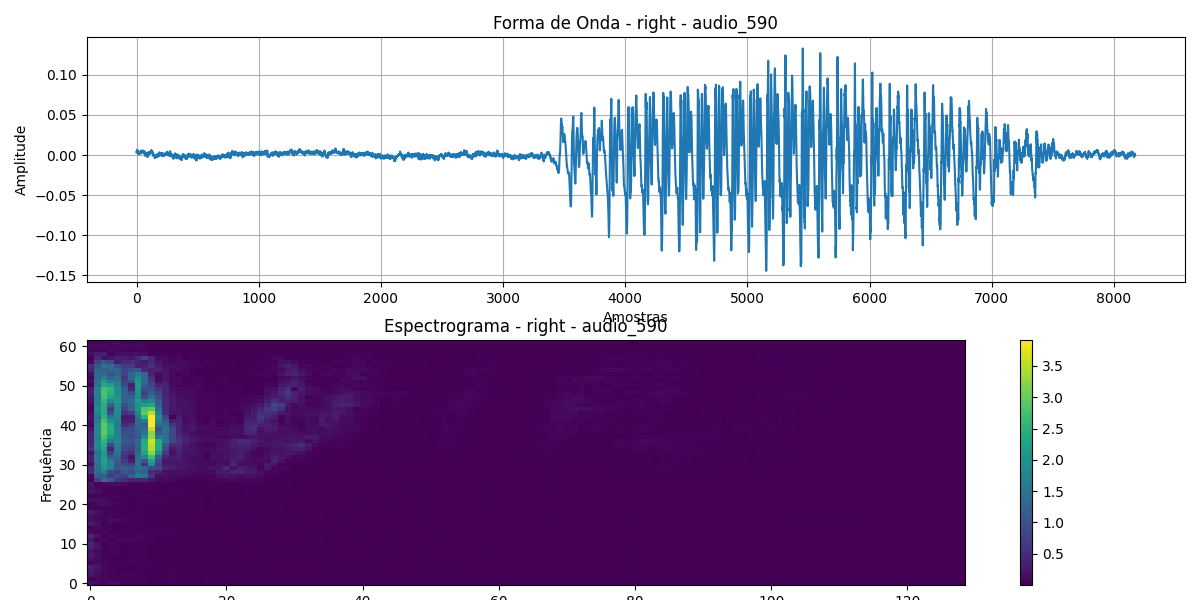 Forma de Onda - right - audio_590
Amplitude
0.10
0.05
0.00
−0.05
−0.10
−0.15
0 1000 2000 3000 4000 5000 6000 7000 8000
Amostras
Espectrograma - right - audio_590
Frequência
60
50
40
30
20
10
0
0 20 40 60 80 100 120
3.5
3.0
2.5
2.0
1.5
1.0
0.5